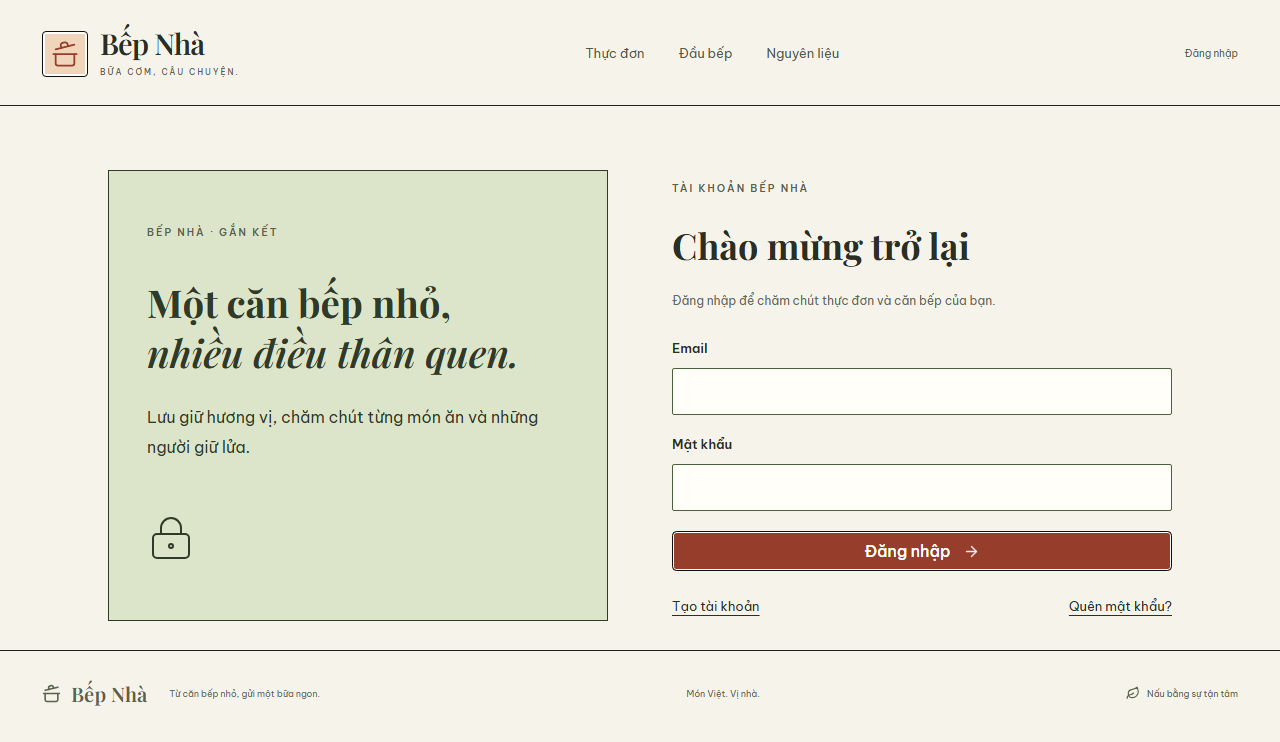 Bếp Nhà
BỮA CƠM, CÂU CHUYỆN.
Thực đơn
Đầu bếp
Nguyên liệu
Đăng nhập
BẾP NHÀ · GẮN KẾT
Một căn bếp nhỏ,
nhiều điều thân quen.
Lưu giữ hương vị, chăm chút từng món ăn và những
người giữ lửa.
TÀI KHOẢN BẾP NHÀ
Chào mừng trở lại
Đăng nhập để chăm chút thực đơn và căn bếp của bạn.
Email
Mật khẩu
Đăng nhập
Tạo tài khoản
Quên mật khẩu?
Bếp Nhà
Từ căn bếp nhỏ, gửi một bữa ngon.
Món Việt. Vị nhà.
Nấu bằng sự tận tâm